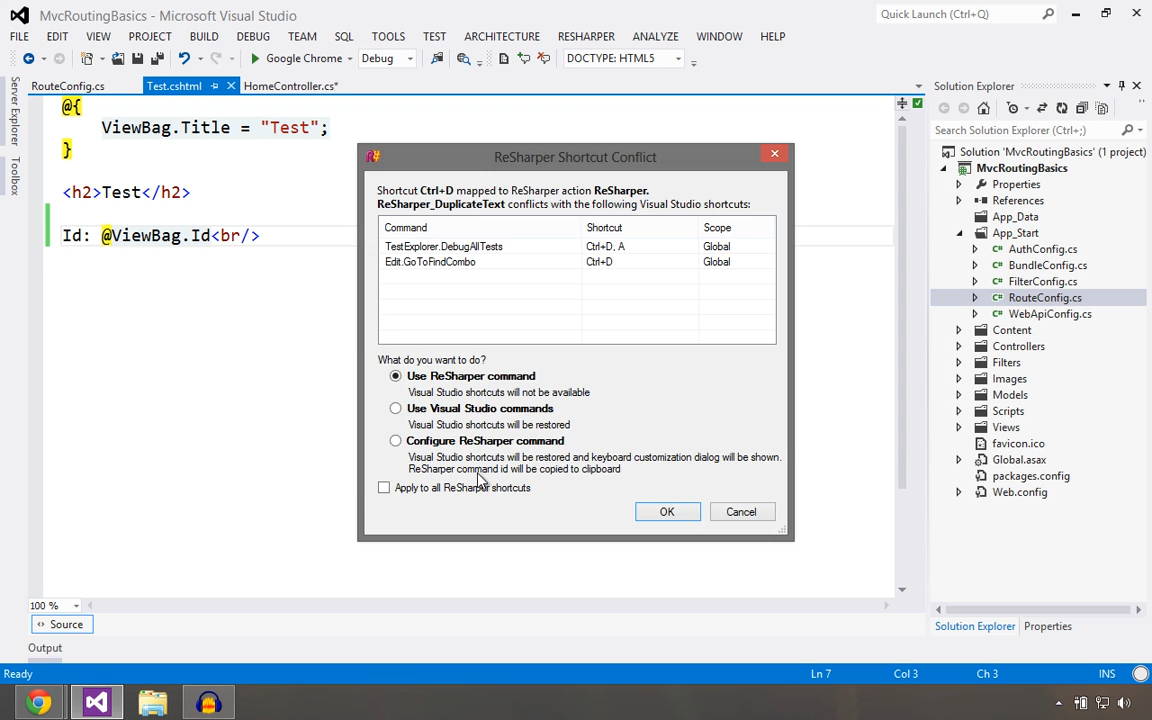 MvcRoutingBasics - Microsoft Visual Studio
Quick Launch (Ctrl+Q)
FILE EDIT VIEW PROJECT BUILD DEBUG TEAM SQL TOOLS TEST ARCHITECTURE RESHARPER ANALYZE WINDOW HELP
Google Chrome
Debug
DOCTYPE: HTML5
Server Explorer
Toolbox
RouteConfig.cs
Test.cshtml
HomeController.cs*
@{
ViewBag.Title = "Test";
}
<h2>Test</h2>
Id: @ViewBag.Id<br/>
ReSharper Shortcut Conflict
Shortcut Ctrl+D mapped to ReSharper action ReSharper.
ReSharper_DuplicateText conflicts with the following Visual Studio shortcuts:
Command Shortcut Scope
TestExplorer.DebugAllTests Ctrl+D, A Global
Edit.GoToFindCombo Ctrl+D Global
What do you want to do?
Use ReSharper command
Visual Studio shortcuts will not be available
Use Visual Studio commands
Visual Studio shortcuts will be restored
Configure ReSharper command
Visual Studio shortcuts will be restored and keyboard customization dialog will be shown.
ReSharper command id will be copied to clipboard
Apply to all ReSharper shortcuts
OK
Cancel
Solution Explorer
Search Solution Explorer (Ctrl+;)
Solution 'MvcRoutingBasics' (1 project)
MvcRoutingBasics
Properties
References
App_Data
App_Start
AuthConfig.cs
BundleConfig.cs
FilterConfig.cs
RouteConfig.cs
WebApiConfig.cs
Content
Controllers
Filters
Images
Models
Scripts
Views
favicon.ico
Global.asax
packages.config
Web.config
Solution Explorer
Properties
100 %
Source
Output
Ready
Ln 7
Col 3
Ch 3
INS